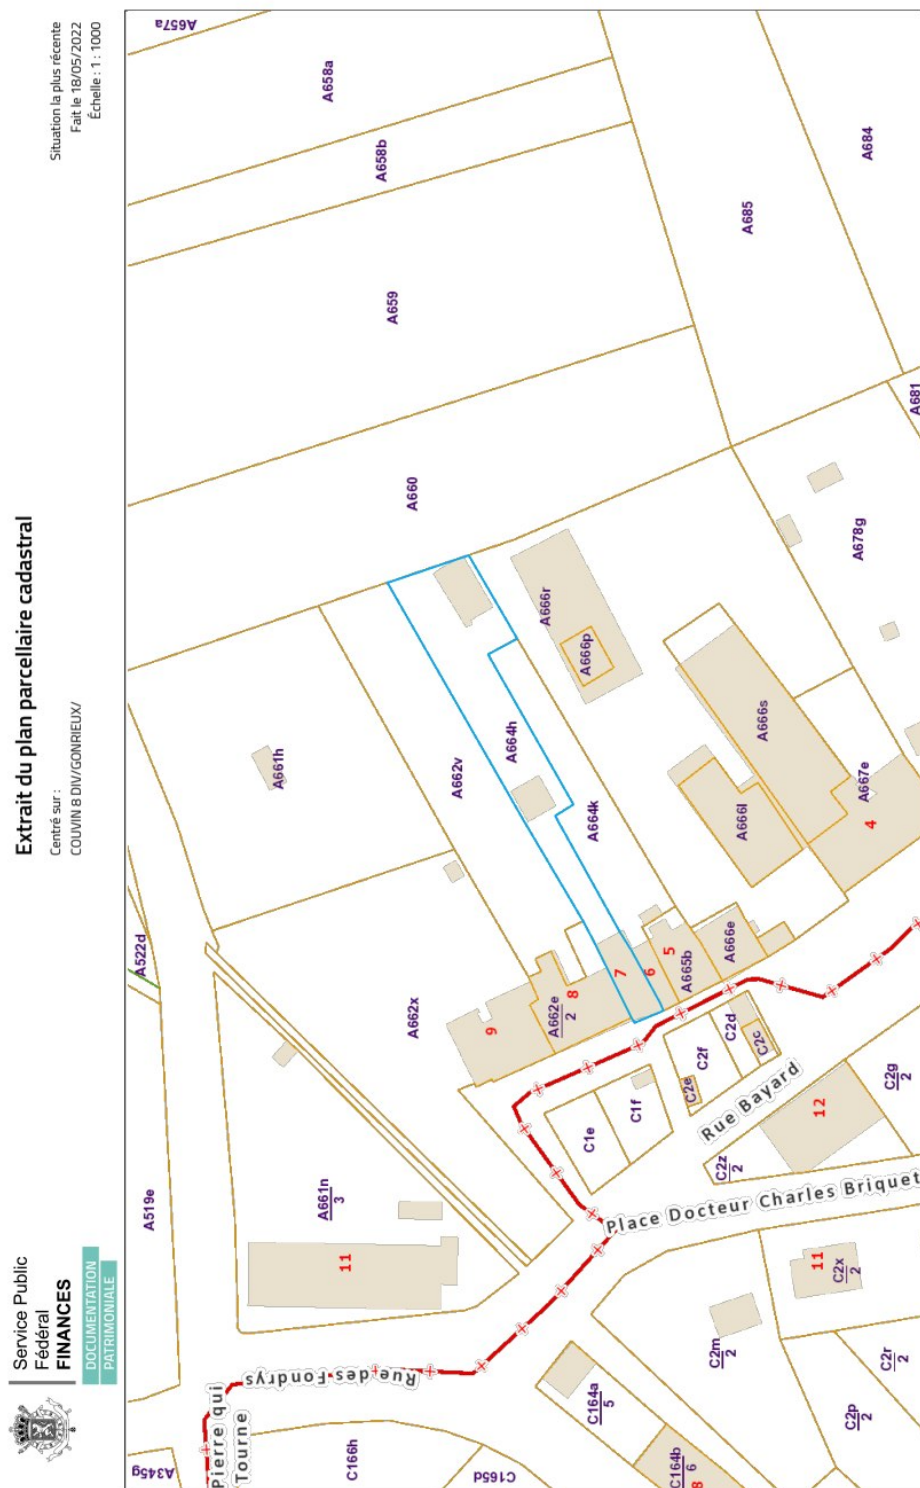 Service Public
Fédéral
FINANCES
DOCUMENTATION
PATRIMONIALE
Extrait du plan parcellaire cadastral
Centré sur :
COUVIN 8 DIV/GONRIEUX/
Situation la plus récente
Fait le 18/05/2022
Échelle : 1 : 1000
A657a
A658a
A658b
A684
A685
A659
A681
A660
A678g
A666r
A666p
A661h
A662v
A664h
A666s
A664k
A666l
A667e
4
A522d
A662x
9
8
A662e
2
7
6
5
A665b
A666e
C2d
C2c
C2f
C2e
C1f
C1e
Rue Bayard
C2g
2
12
C2z
2
A519e
A661n
3
11
Place Docteur Charles Briquet
11
C2x
2
C2m
2
C2r
2
C2p
2
Rue des Fondrys
C164a
5
Pierre qui
Tourne
C166h
C165d
C164b
6
8
A345g